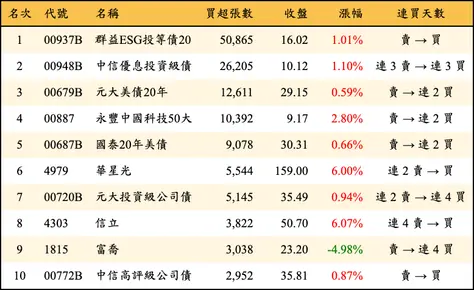 名次 代號 名稱 買超張數 收盤 漲幅 連買天數
1 00937B 群益ESG投等債20 50,865 16.02 1.01% 賣 → 買
2 00948B 中信優息投資級債 26,205 10.12 1.10% 連 3 賣 → 連 3 買
3 00679B 元大美債20年 12,611 29.15 0.59% 賣 → 連 2 買
4 00887 永豐中國科技50大 10,392 9.17 2.80% 賣 → 連 2 買
5 00687B 國泰20年美債 9,078 30.31 0.66% 賣 → 連 2 買
6 4979 華星光 5,544 159.00 6.00% 連 2 賣 → 買
7 00720B 元大投資級公司債 5,145 35.49 0.94% 連 2 賣 → 連 4 買
8 4303 信立 3,822 50.70 6.07% 連 4 賣 → 買
9 1815 富喬 3,038 23.20 -4.98% 賣 → 連 4 買
10 00772B 中信高評級公司債 2,952 35.81 0.87% 賣 → 買